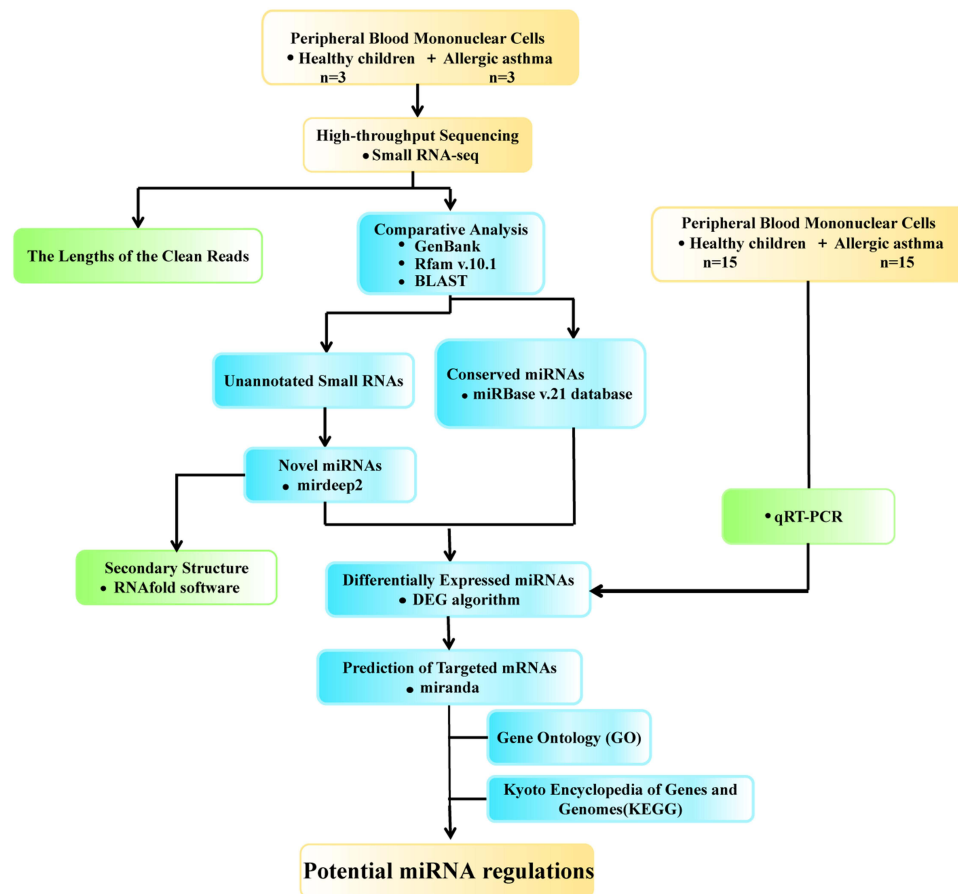 Peripheral Blood Mononuclear Cells
• Healthy children + Allergic asthma
n=3 n=3
High-throughput Sequencing
• Small RNA-seq
The Lengths of the Clean Reads
Comparative Analysis
• GenBank
• Rfam v.10.1
• BLAST
Peripheral Blood Mononuclear Cells
• Healthy children + Allergic asthma
n=15 n=15
Unannotated Small RNAs
Conserved miRNAs
• miRBase v.21 database
Novel miRNAs
• mirdeep2
• qRT-PCR
Secondary Structure
• RNAfold software
Differentially Expressed miRNAs
• DEG algorithm
Prediction of Targeted mRNAs
• miranda
Gene Ontology (GO)
Kyoto Encyclopedia of Genes and
Genomes(KEGG)
Potential miRNA regulations